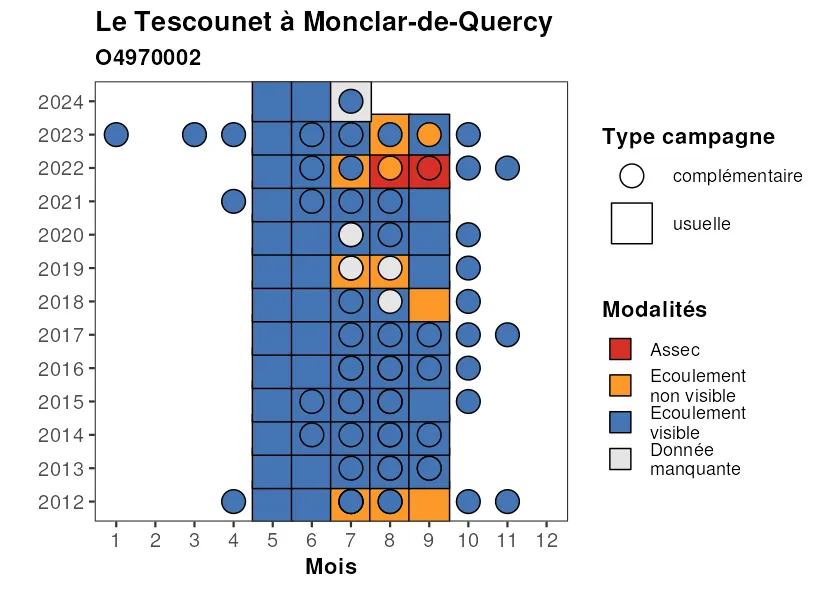 Le Tescounet à Monclar-de-Quercy
O4970002
2024
2023
2022
2021
2020
2019
2018
2017
2016
2015
2014
2013
2012
1 2 3 4 5 6 7 8 9 10 11 12
Mois
Type campagne
complémentaire
usuelle
Modalités
Assec
Ecoulement
non visible
Ecoulement
visible
Donnée
manquante